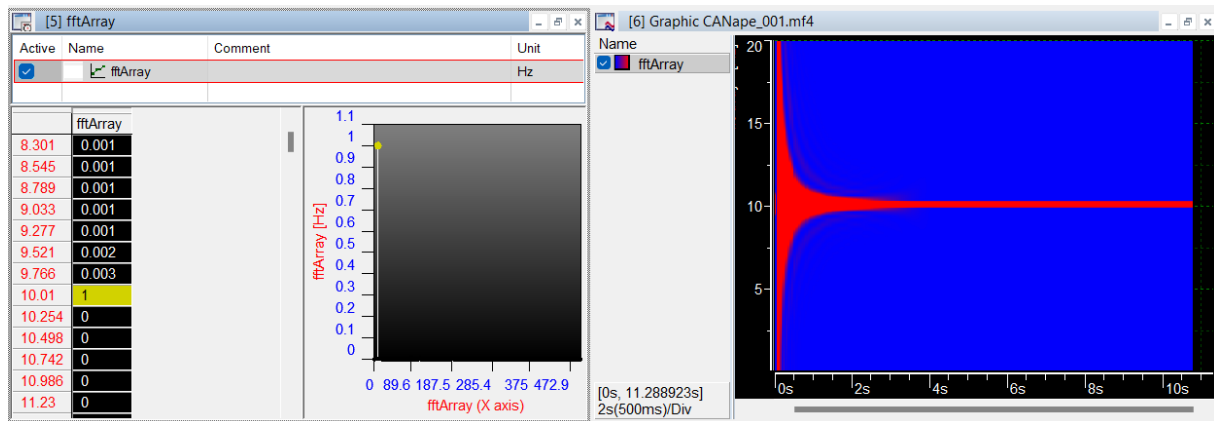 [5] fftArray
Active Name Comment Unit
fftArray Hz
fftArray
8.301 0.001
8.545 0.001
8.789 0.001
9.033 0.001
9.277 0.001
9.521 0.002
9.766 0.003
10.01 1
10.254 0
10.498 0
10.742 0
10.986 0
11.23 0
1.1
1
0.9
0.8
0.7
0.6
0.5
0.4
0.3
0.2
0.1
0
fftArray [Hz]
0 89.6 187.5 285.4 375 472.9
fftArray (X axis)
[6] Graphic CANape_001.mf4
Name
fftArray
[0s, 11.288923s]
2s(500ms)/Div
20
15
10
5
0s 2s 4s 6s 8s 10s